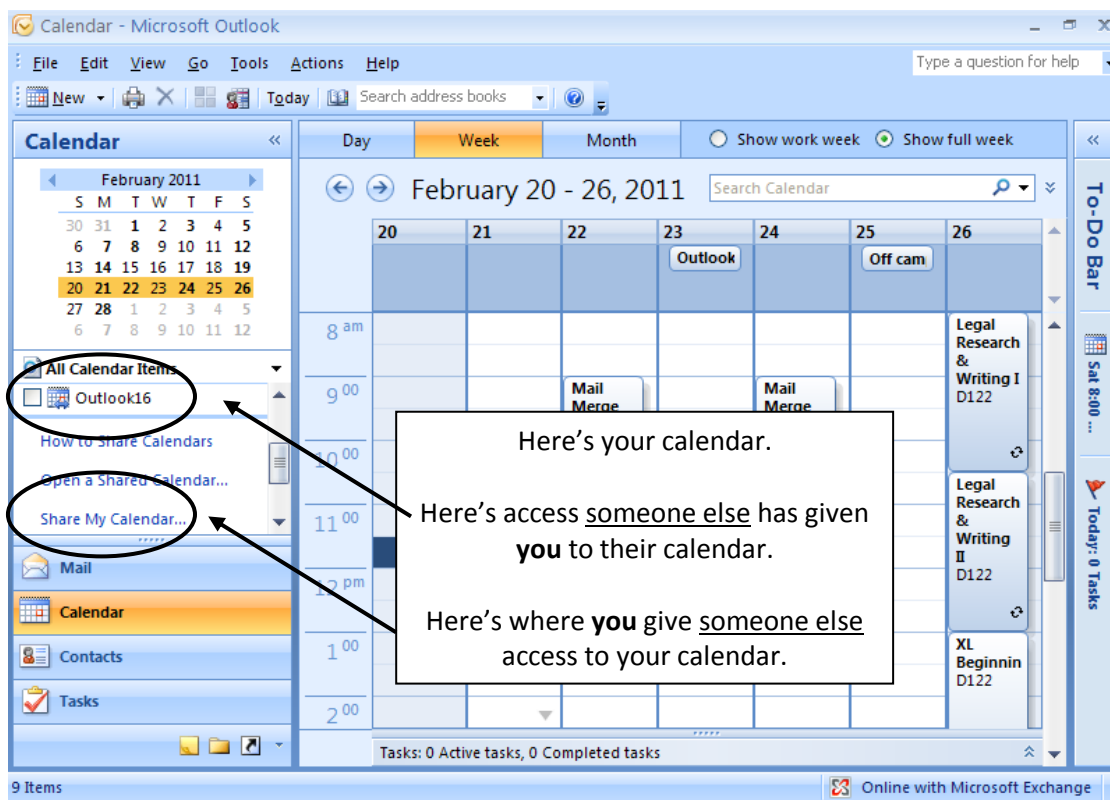 Calendar - Microsoft Outlook
File Edit View Go Tools Actions Help
Type a question for help
New Today Search address books
Calendar
Day Week Month Show work week Show full week
February 2011
S M T W T F S
30 31 1 2 3 4 5
6 7 8 9 10 11 12
13 14 15 16 17 18 19
20 21 22 23 24 25 26
27 28 1 2 3 4 5
6 7 8 9 10 11 12
February 20 - 26, 2011
Search Calendar
20 21 22 23 24 25 26
Outlook
Off cam
All Calendar Items
Outlook16
How to Share Calendars
Open a Shared Calendar...
Share My Calendar...
Mail
Calendar
Contacts
Tasks
8 am
9 00
10 00
11 00
12 pm
1 00
2 00
Mail
Merge
Mail
Merge
Legal
Research
&
Writing I
D122
Legal
Research
&
Writing
II
D122
XL
Beginnin
D122
Here’s your calendar.
Here’s access someone else has given
you to their calendar.
Here’s where you give someone else
access to your calendar.
Tasks: 0 Active tasks, 0 Completed tasks
To-Do Bar
Sat 8:00 ...
Today: 0 Tasks
9 Items
Online with Microsoft Exchange